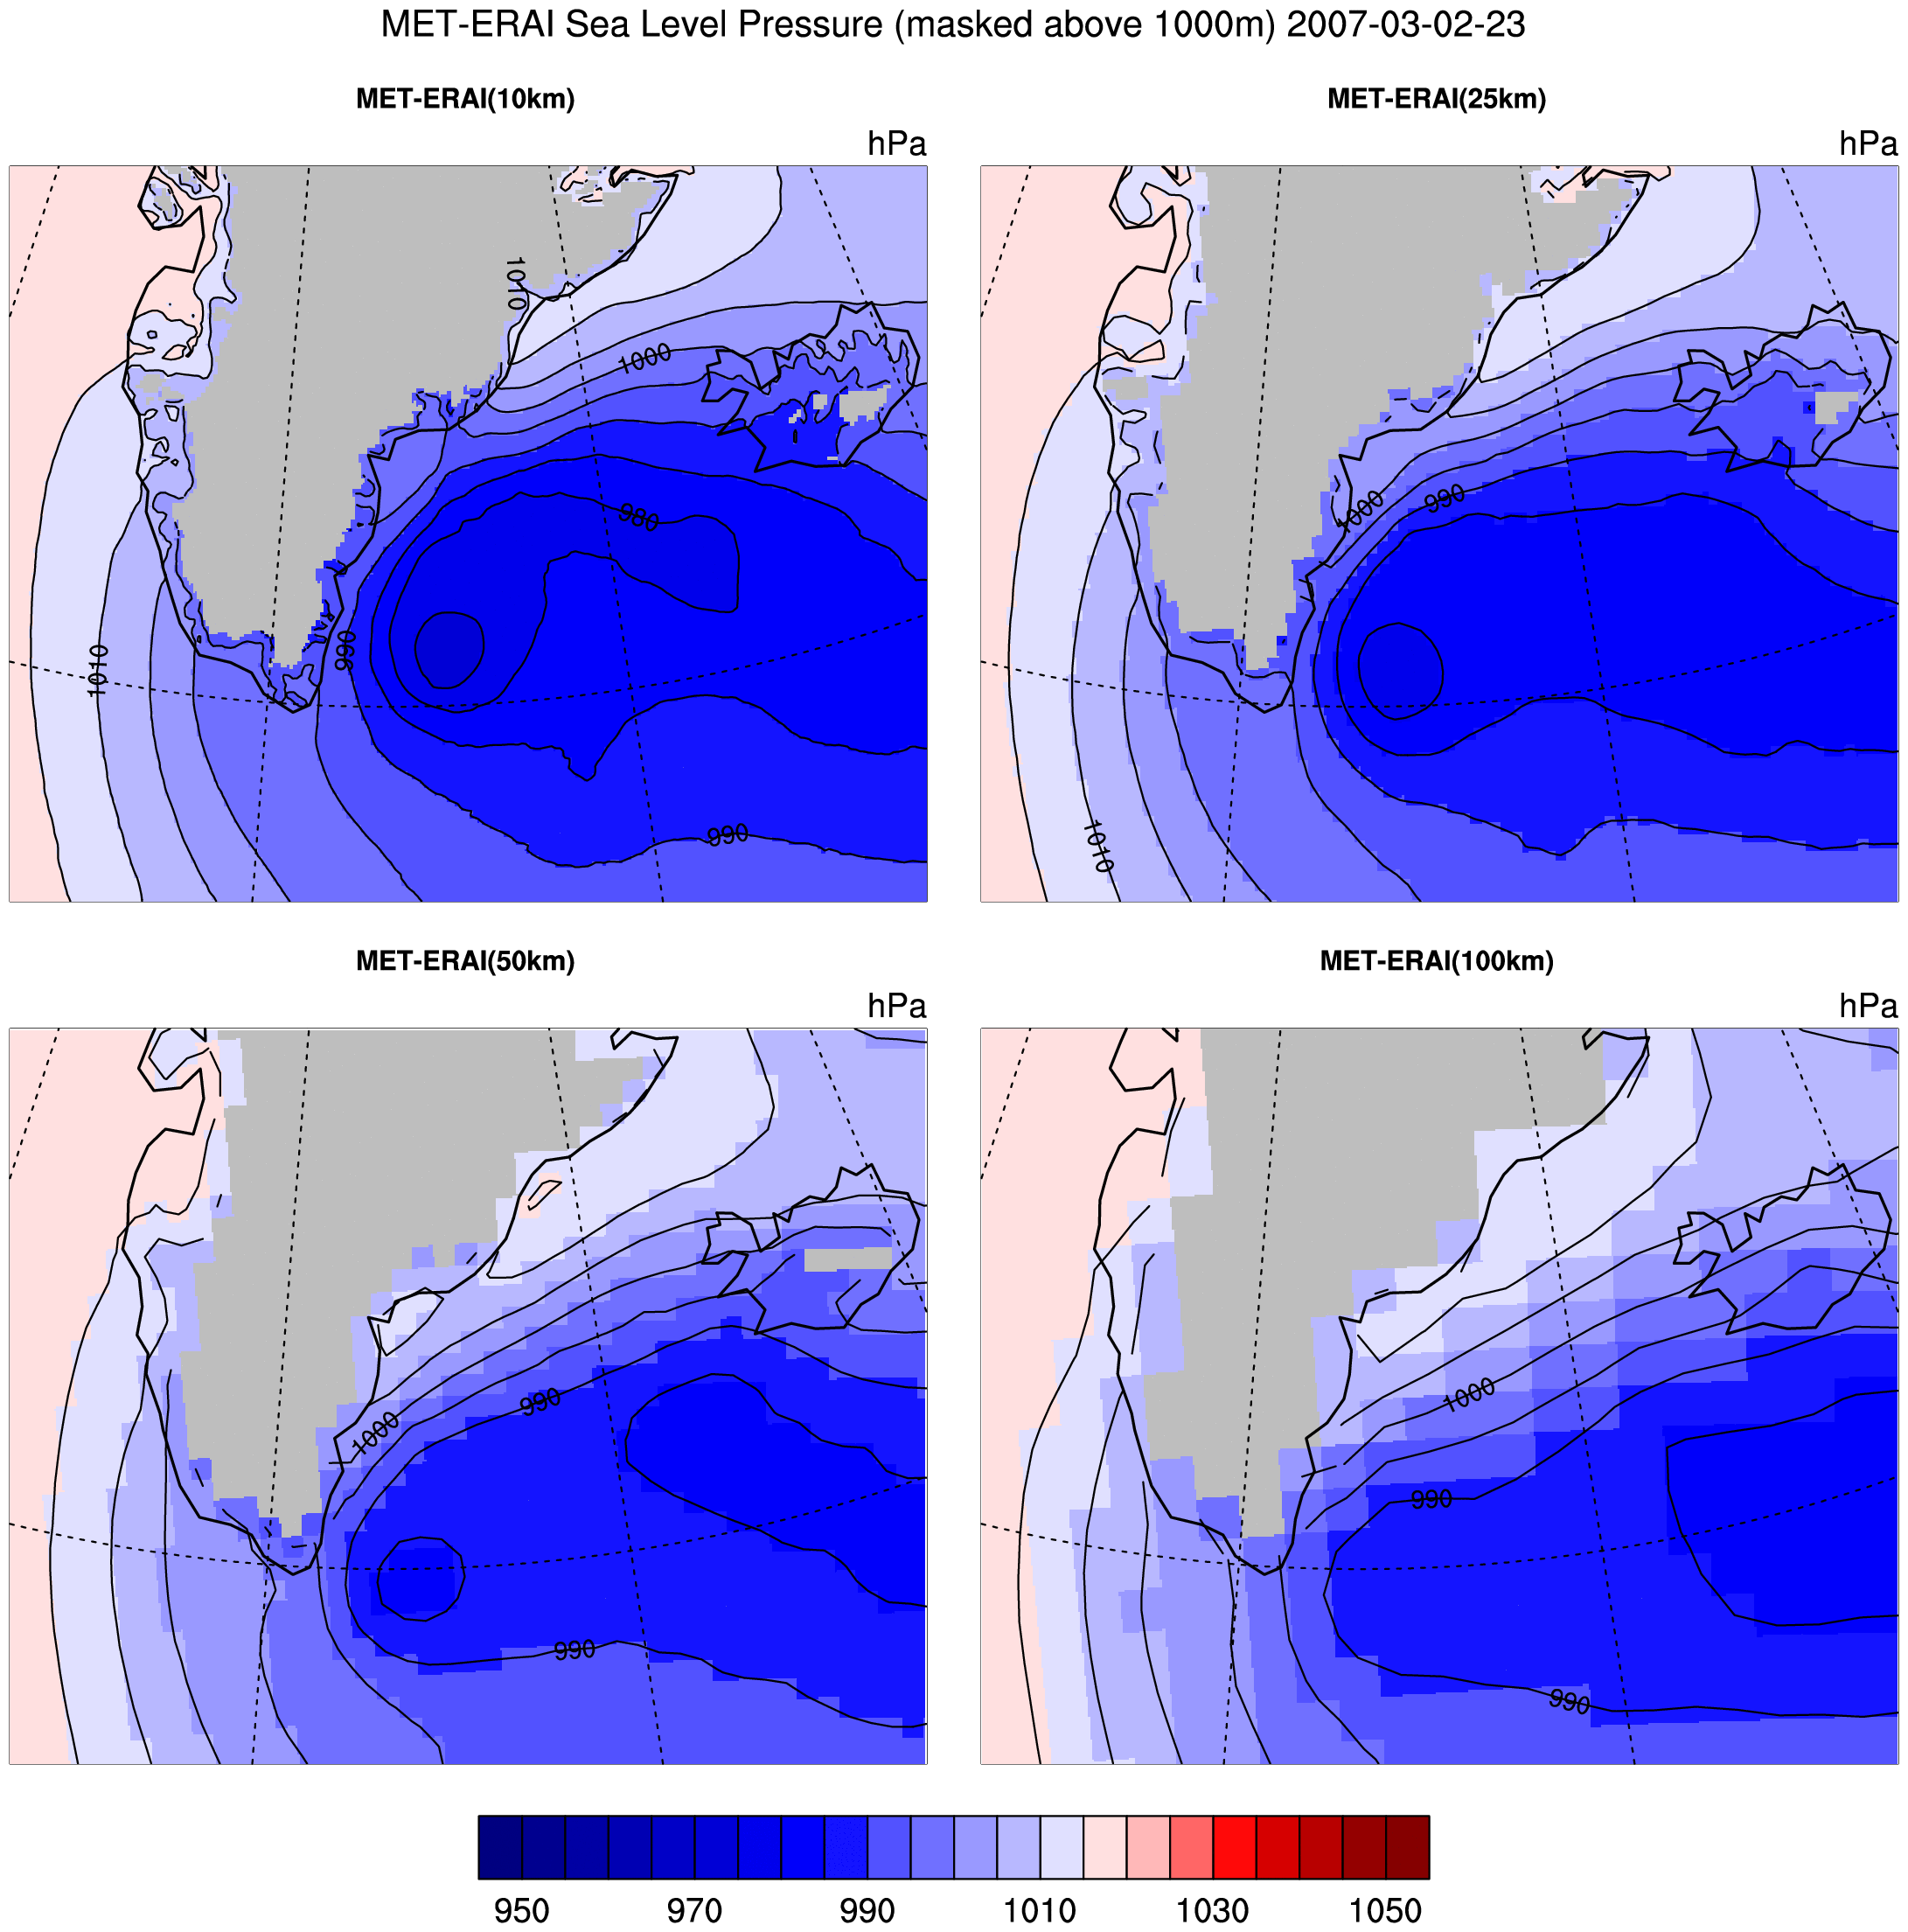 MET-ERAI Sea Level Pressure (masked above 1000m) 2007-03-02-23
MET-ERAI(10km)
hPa
1010
1000
980
990
1010
990
MET-ERAI(25km)
hPa
1000
990
1010
MET-ERAI(50km)
hPa
990
1000
990
MET-ERAI(100km)
hPa
1000
990
990
950 970 990 1010 1030 1050